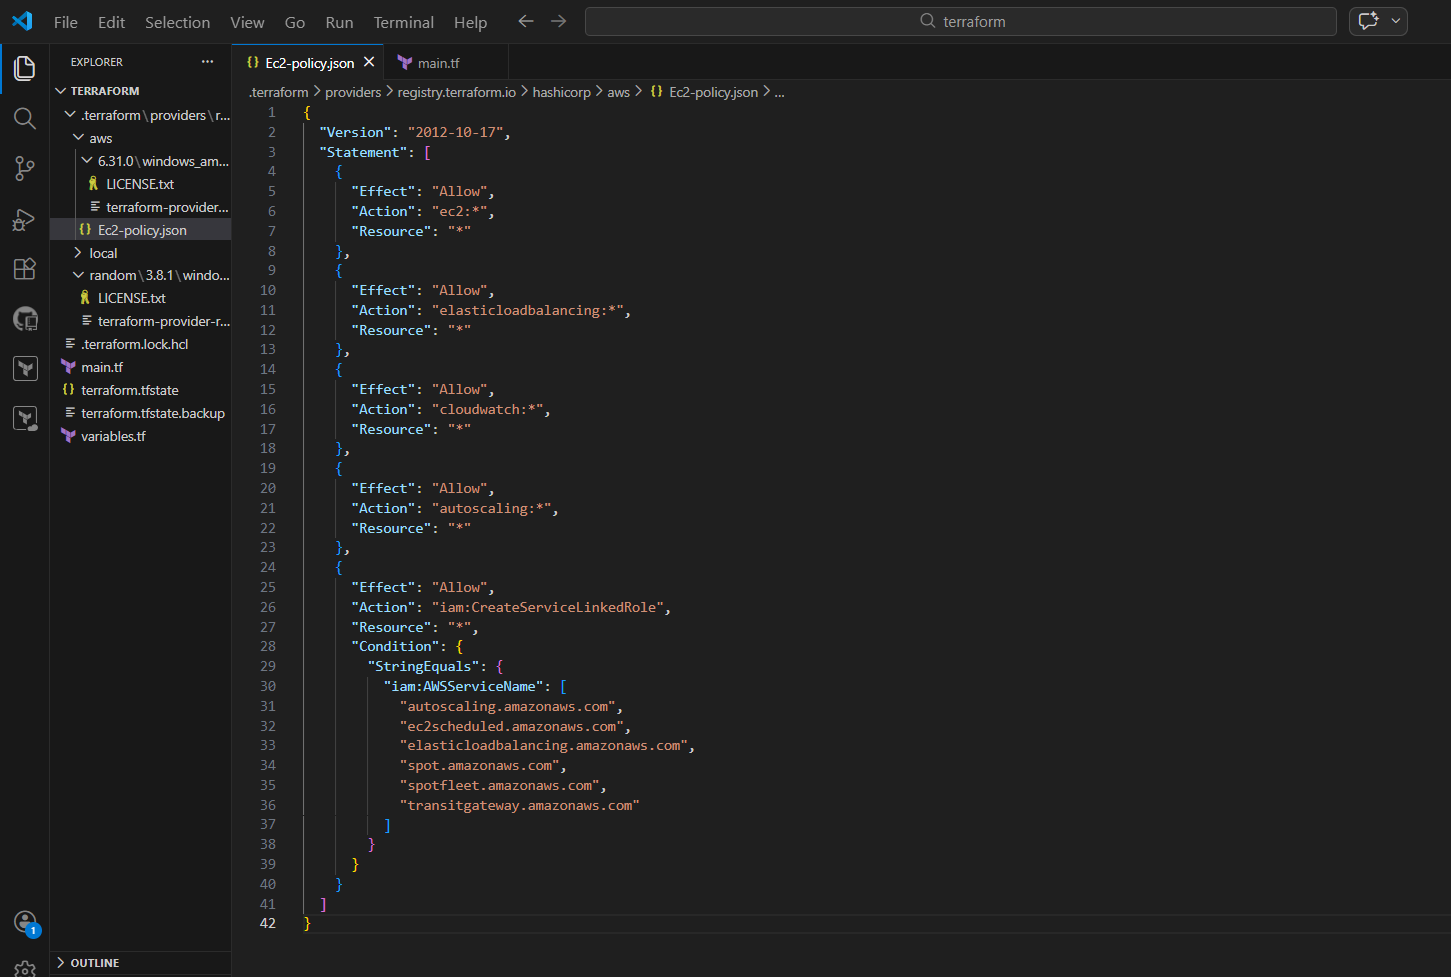 File Edit Selection View Go Run Terminal Help
terraform
EXPLORER
TERRAFORM
.terraform\providers\r...
aws
6.31.0\windows_am...
LICENSE.txt
terraform-provider...
Ec2-policy.json
local
random\3.8.1\windo...
LICENSE.txt
terraform-provider-r...
.terraform.lock.hcl
main.tf
terraform.tfstate
terraform.tfstate.backup
variables.tf
OUTLINE
1
Ec2-policy.json main.tf
.terraform > providers > registry.terraform.io > hashicorp > aws > {} Ec2-policy.json > ...
1 {
2 "Version": "2012-10-17",
3 "Statement": [
4 {
5 "Effect": "Allow",
6 "Action": "ec2:*",
7 "Resource": "*"
8 },
9 {
10 "Effect": "Allow",
11 "Action": "elasticloadbalancing:*",
12 "Resource": "*"
13 },
14 {
15 "Effect": "Allow",
16 "Action": "cloudwatch:*",
17 "Resource": "*"
18 },
19 {
20 "Effect": "Allow",
21 "Action": "autoscaling:*",
22 "Resource": "*"
23 },
24 {
25 "Effect": "Allow",
26 "Action": "iam:CreateServiceLinkedRole",
27 "Resource": "*",
28 "Condition": {
29 "StringEquals": {
30 "iam:AWSServiceName": [
31 "autoscaling.amazonaws.com",
32 "ec2scheduled.amazonaws.com",
33 "elasticloadbalancing.amazonaws.com",
34 "spot.amazonaws.com",
35 "spotfleet.amazonaws.com",
36 "transitgateway.amazonaws.com"
37 ]
38 }
39 }
40 }
41 ]
42 }